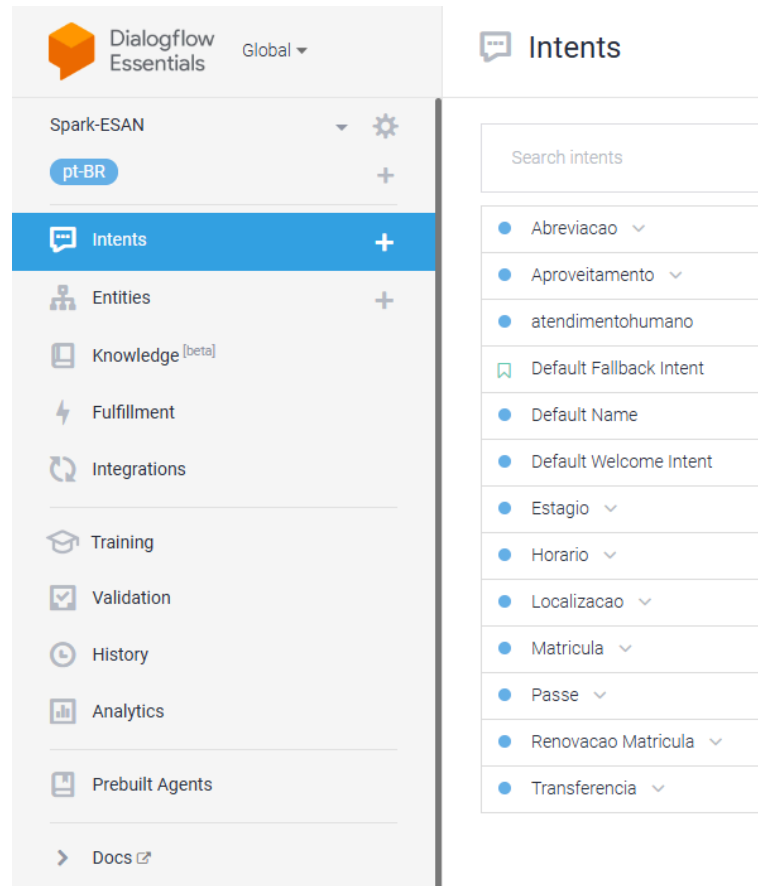 Dialogflow
Essentials
Global
Intents
Spark-ESAN
pt-BR
Intents
Entities
Knowledge [beta]
Fulfillment
Integrations
Training
Validation
History
Analytics
Prebuilt Agents
Docs
Search intents
Abreviacao
Aproveitamento
atendimentohumano
Default Fallback Intent
Default Name
Default Welcome Intent
Estagio
Horario
Localizacao
Matricula
Passe
Renovacao Matricula
Transferencia